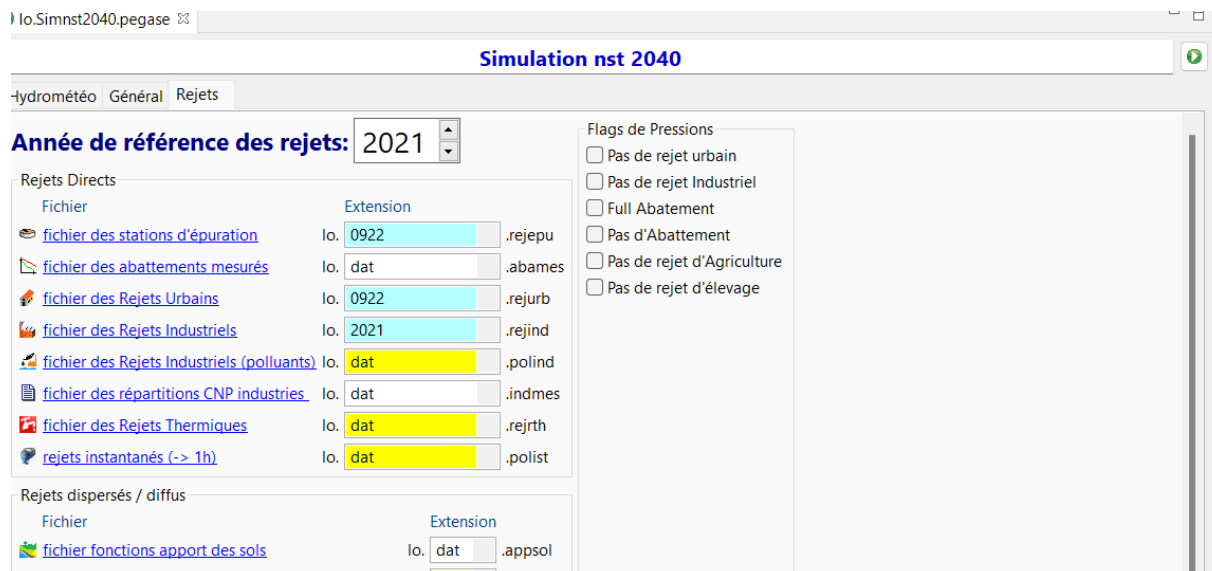 lo.Simnst2040.pegase
Simulation nst 2040
Hydrométéo Général Rejets
Année de référence des rejets: 2021
Flags de Pressions
Pas de rejet urbain
Pas de rejet Industriel
Full Abatement
Pas d'Abattement
Pas de rejet d'Agriculture
Pas de rejet d'élevage
Rejets Directs
Fichier Extension
fichier des stations d'épuration lo. 0922 .rejepu
fichier des abattements mesurés lo. dat .abames
fichier des Rejets Urbains lo. 0922 .rejurb
fichier des Rejets Industriels lo. 2021 .rejind
fichier des Rejets Industriels (polluants) lo. dat .polind
fichier des répartitions CNP industries lo. dat .indmes
fichier des Rejets Thermiques lo. dat .rejrth
rejets instantanés (-> 1h) lo. dat .polist
Rejets dispersés / diffus
Fichier Extension
fichier fonctions apport des sols lo. dat .appsol